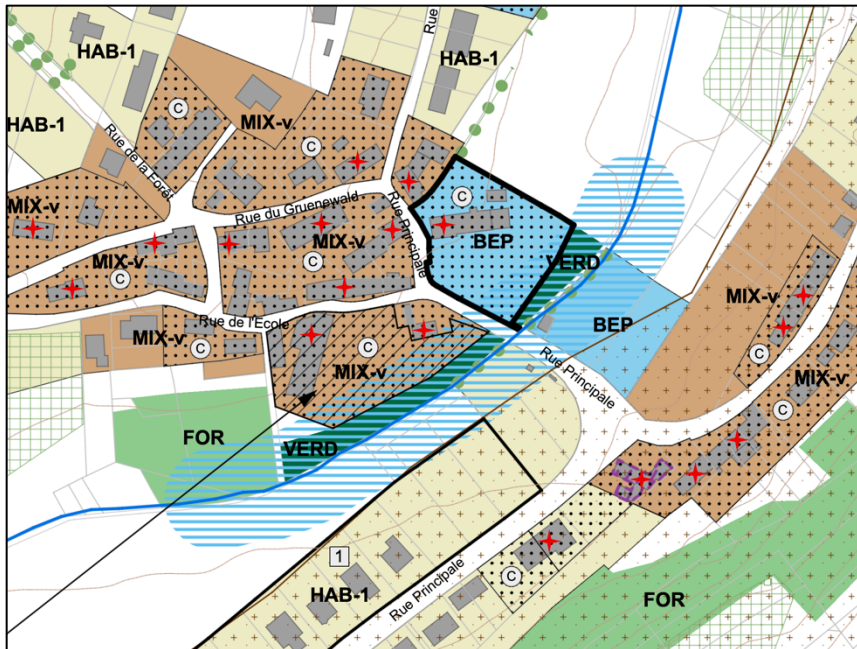 Rue
HAB-1
HAB-1
C
MIX-v
HAB-1
C
Rue de la Forêt
C
C
MIX-v
Rue du Gruenewald
Rue Principale
BEP
MIX-v
MIX-v
C
C
VERD
BEP
MIX-v
Rue de l'Ecole
MIX-v
C
C
MIX-v
Rue Principale
C
MIX-v
C
FOR
VERD
1
HAB-1
Rue Principale
C
FOR